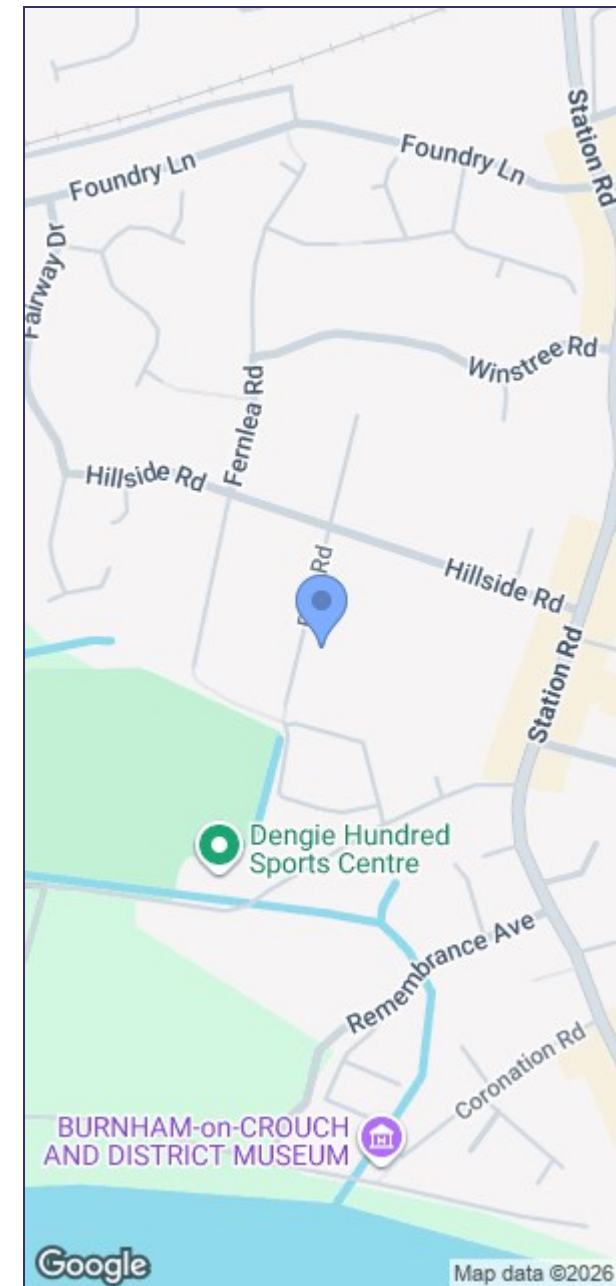 Station Rd
Foundry Ln
Foundry Ln
Fairway Dr
Winstree Rd
Fernlea Rd
Hillside Rd
Hillside Rd
Rd
Station Rd
Dengie Hundred
Sports Centre
Remembrance Ave
Coronation Rd
BURNHAM-on-CROUCH
AND DISTRICT MUSEUM
Google
Map data ©2026